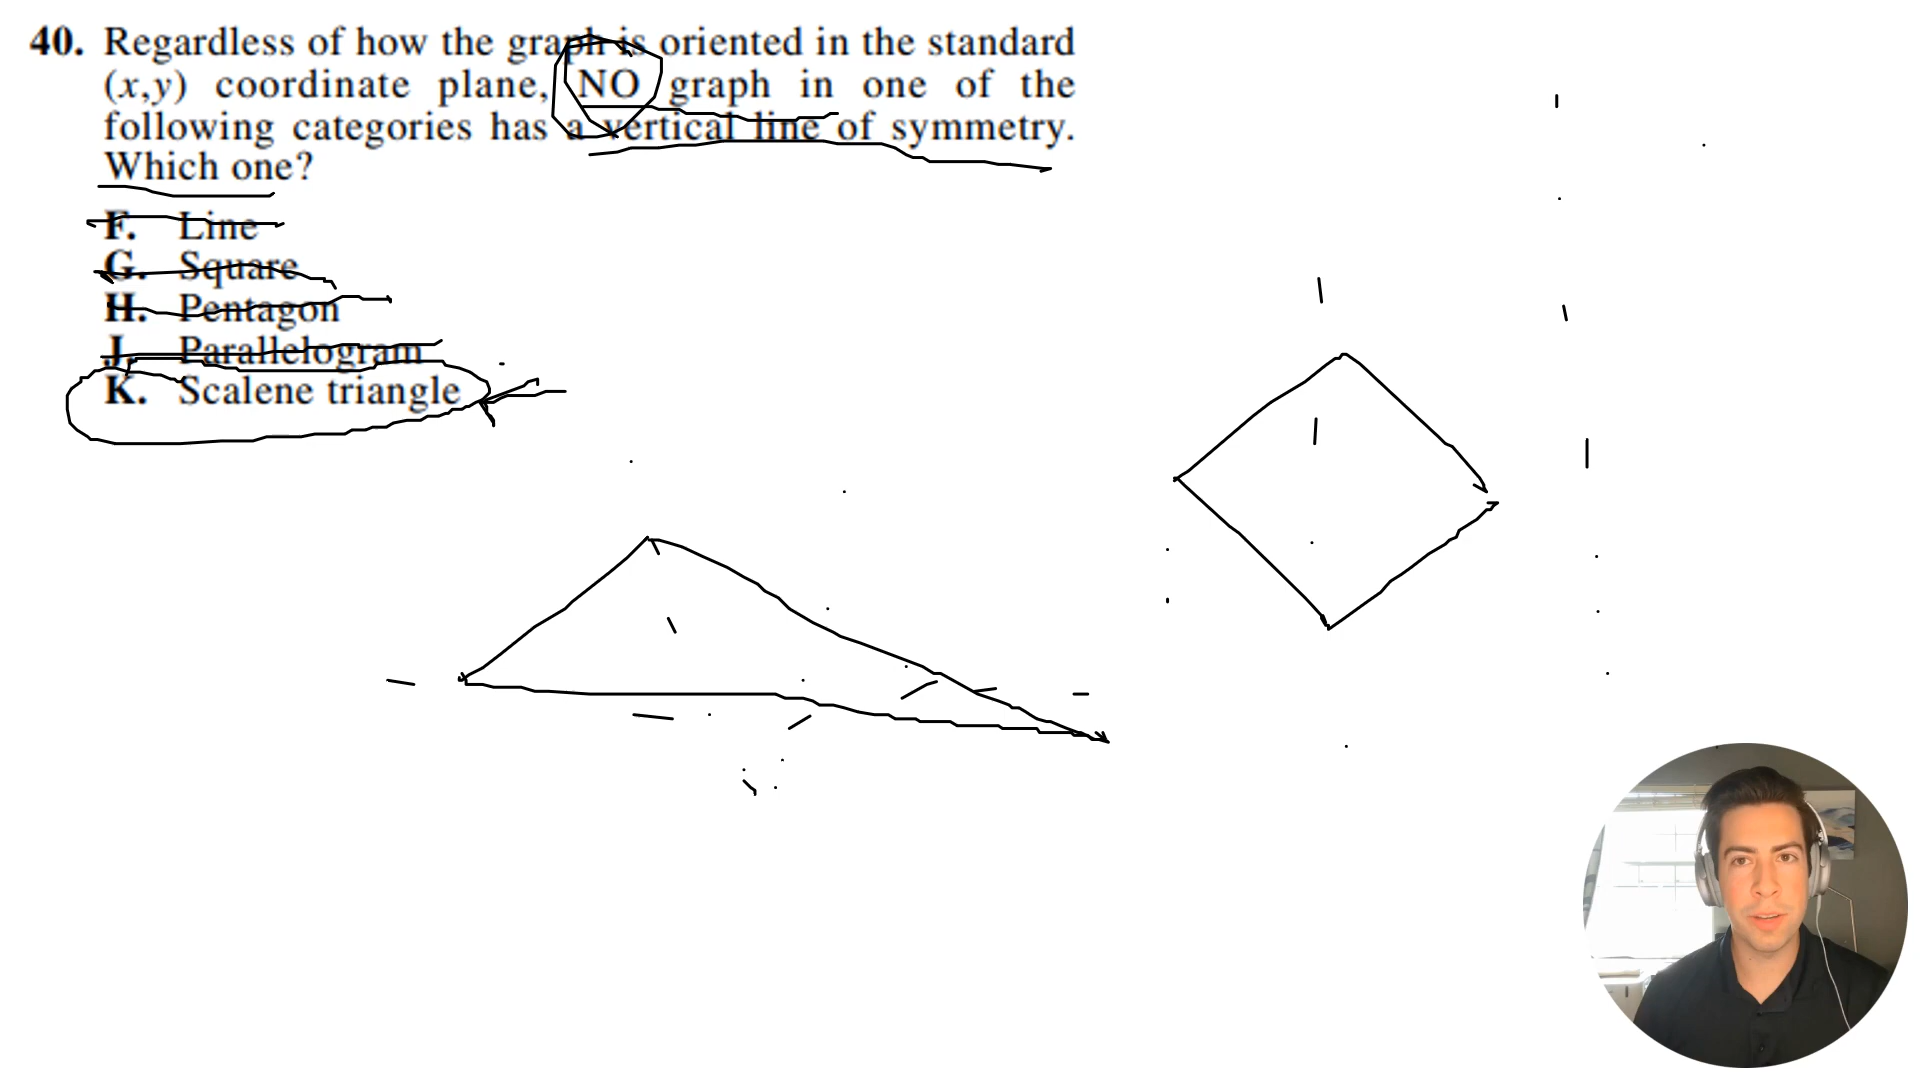 40. Regardless of how the graph is oriented in the standard
(x,y) coordinate plane, NO graph in one of the
following categories has a vertical line of symmetry.
Which one?
F. Line
G. Square
H. Pentagon
J. Parallelogram
K. Scalene triangle